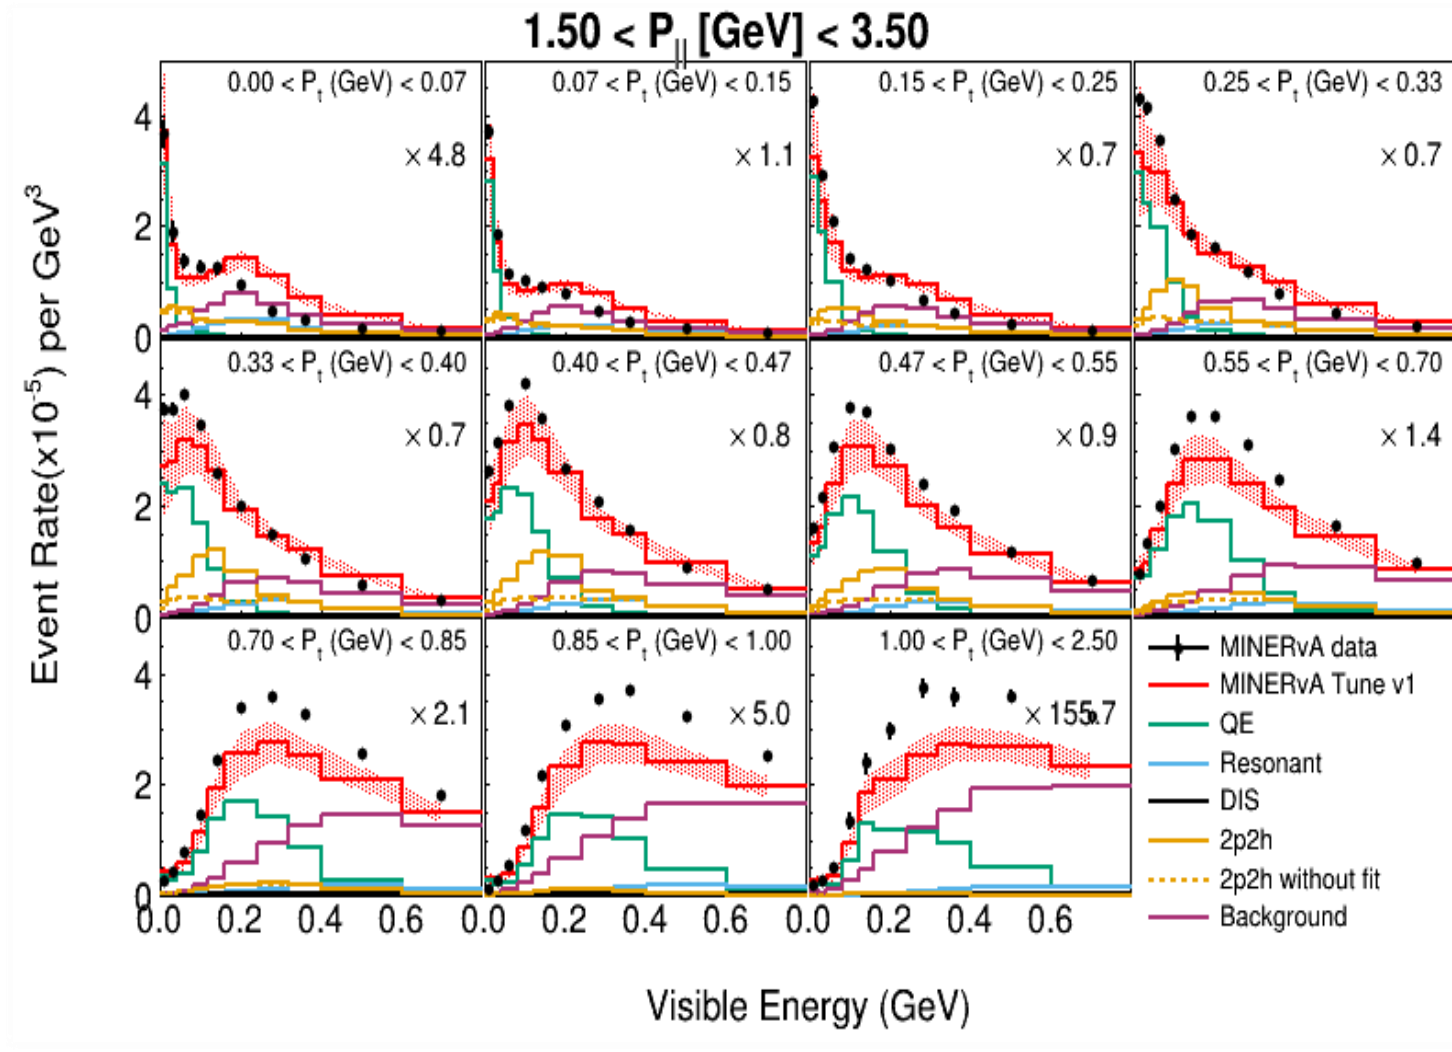 1.50 < P|| [GeV] < 3.50
0.00 < Pt (GeV) < 0.07
0.07 < Pt (GeV) < 0.15
0.15 < Pt (GeV) < 0.25
0.25 < Pt (GeV) < 0.33
× 4.8
× 1.1
× 0.7
× 0.7
4
2
0
0.33 < Pt (GeV) < 0.40
0.40 < Pt (GeV) < 0.47
0.47 < Pt (GeV) < 0.55
0.55 < Pt (GeV) < 0.70
× 0.7
× 0.8
× 0.9
× 1.4
4
2
0
0.70 < Pt (GeV) < 0.85
0.85 < Pt (GeV) < 1.00
1.00 < Pt (GeV) < 2.50
× 2.1
× 5.0
× 155.7
4
2
0
0.0 0.2 0.4 0.6 0.0 0.2 0.4 0.6 0.0 0.2 0.4 0.6
Event Rate(x10⁻⁵) per GeV³
Visible Energy (GeV)
MINERvA data
MINERvA Tune v1
QE
Resonant
DIS
2p2h
2p2h without fit
Background